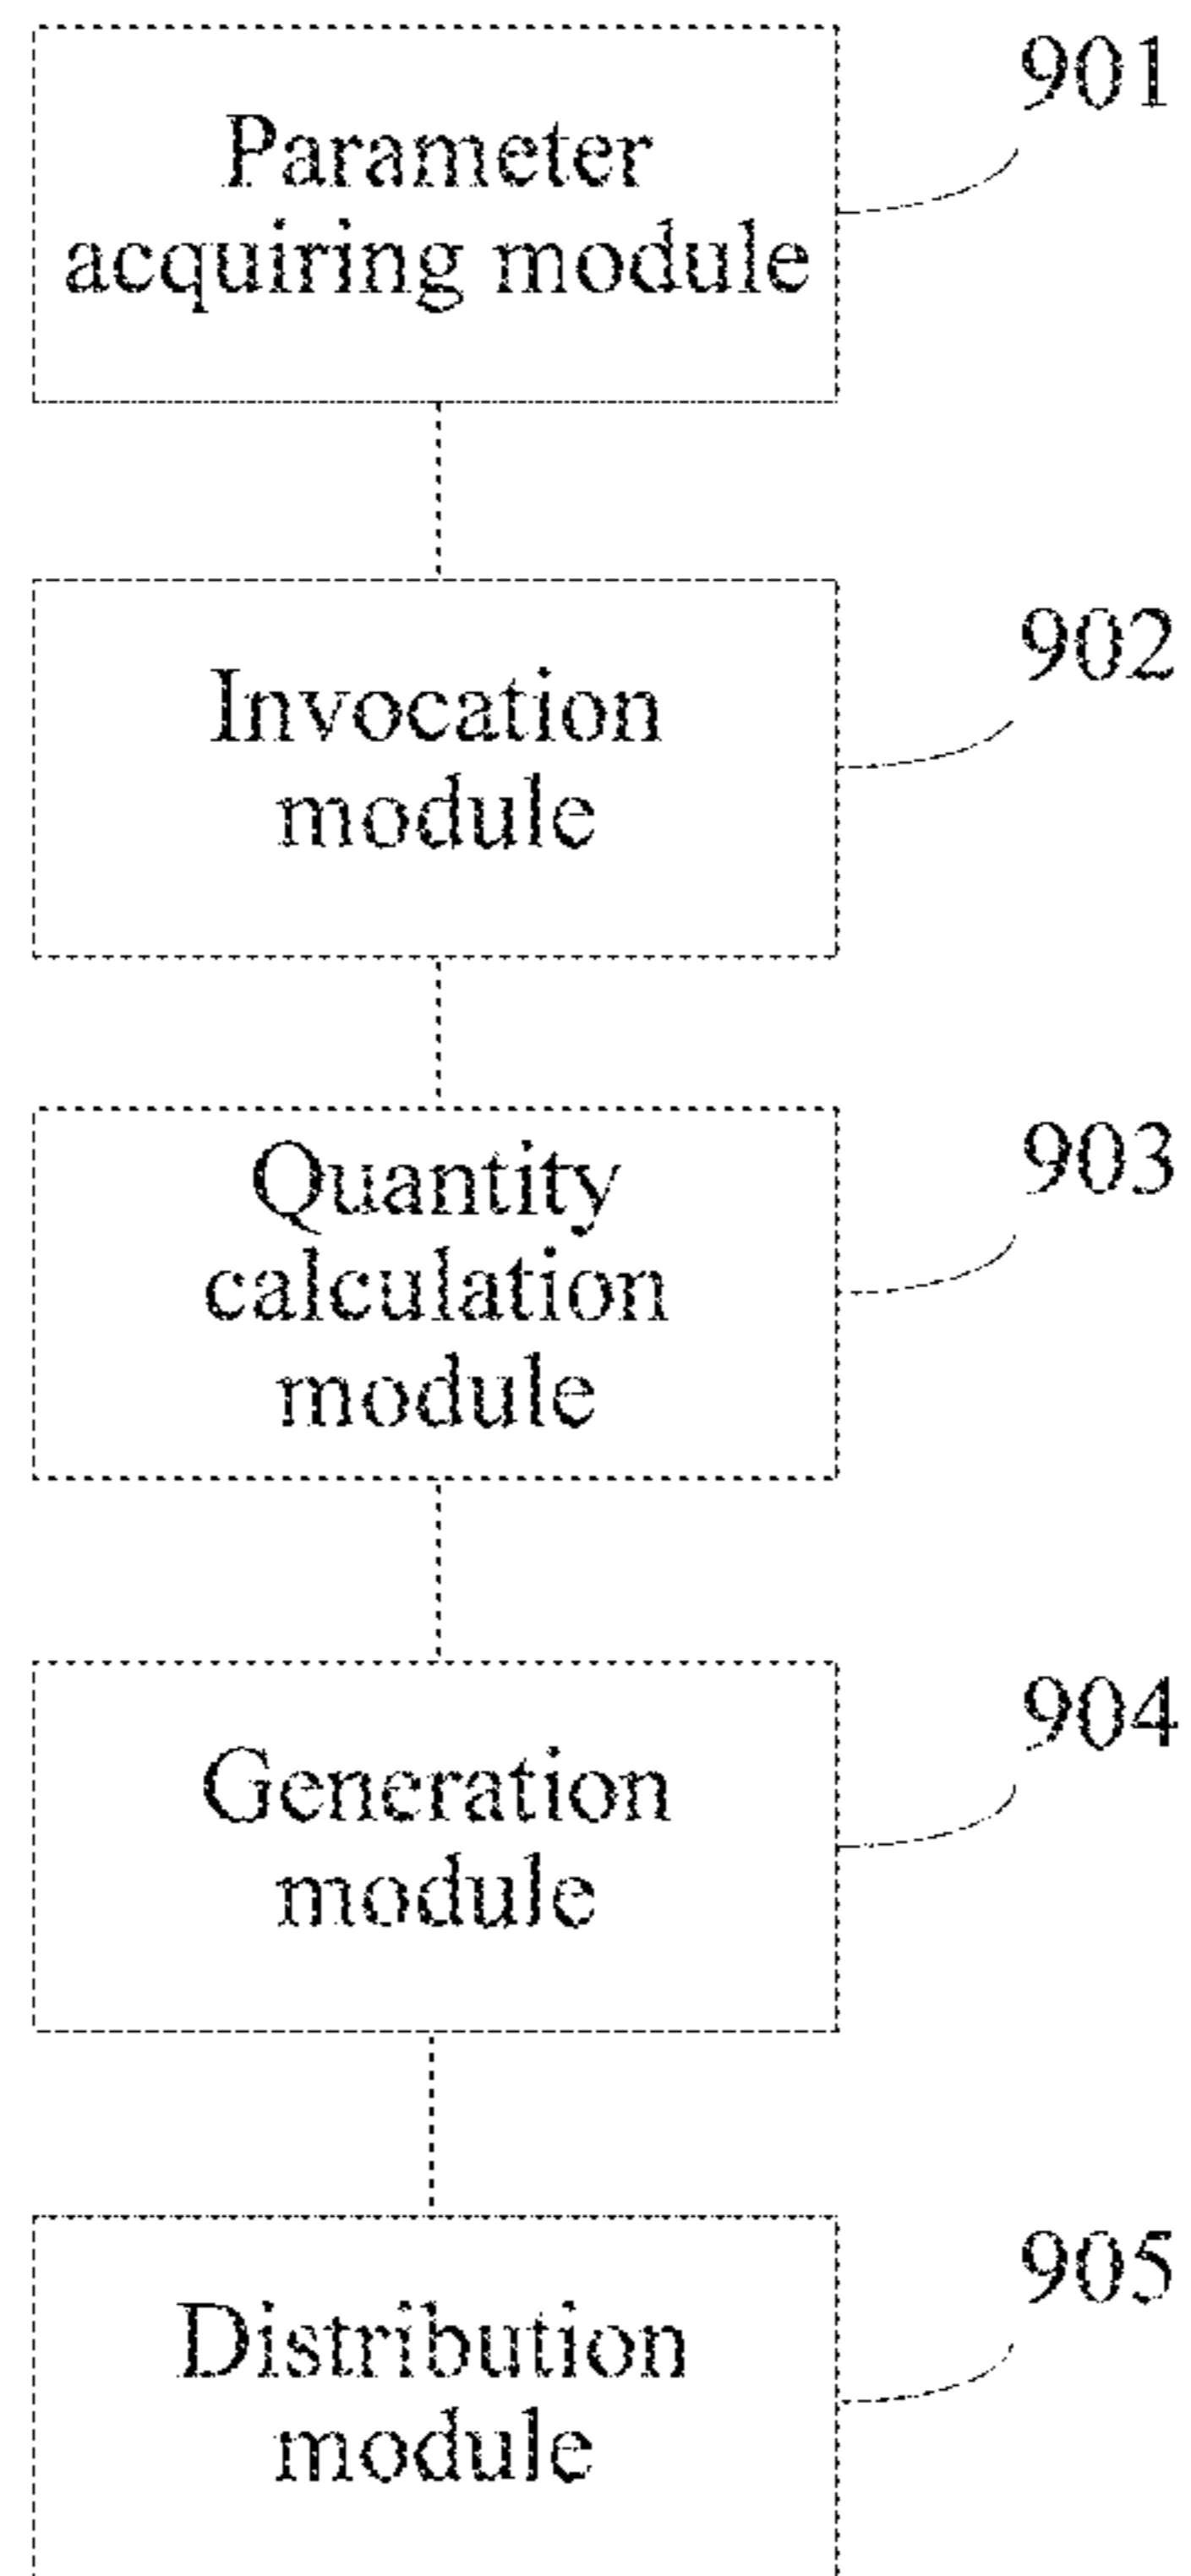 901
Parameter
acquiring module
902
Invocation
module
903
Quantity
calculation
module
904
Generation
module
905
Distribution
module